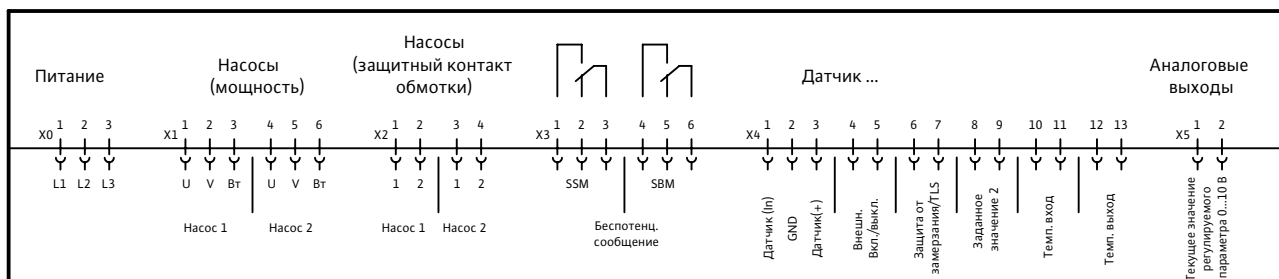 Питание
Насосы
(мощность)
Насосы
(защитный контакт
обмотки)
Датчик ...
Аналоговые
выходы
X0 1 2 3
X1 1 2 3 4 5 6
X2 1 2 3 4
X3 1 2 3 4 5 6
X4 1 2 3 4 5 6 7 8 9 10 11 12 13
X5 1 2
L1 L2 L3
U V Вт U V Вт
1 2 1 2
SSM SBM
Насос 1 Насос 2
Насос 1 Насос 2
Беспотенц.
сообщение
Датчик (In)
GND
Датчик(+)
Внешн.
Вкл./выкл.
Защита от
замерзания/TLS
Заданное
значение 2
Темп. вход
Темп. выход
Текущее значение
регулируемого
параметра 0...10 В